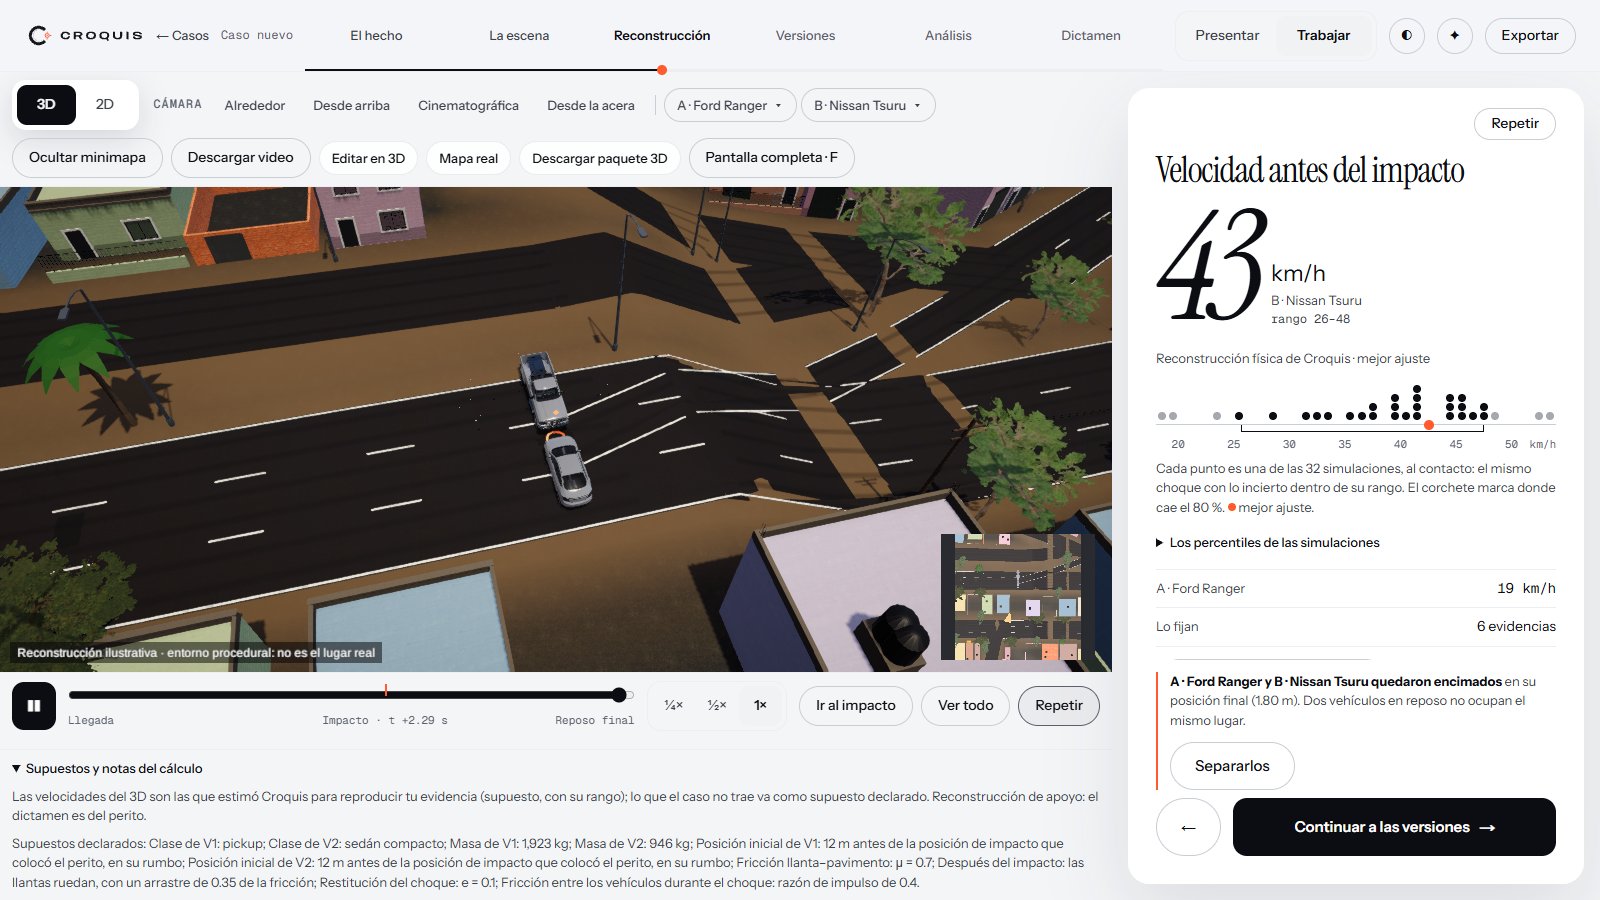 CROQUIS ← Casos Caso nuevo El hecho La escena Reconstrucción Versiones Análisis Dictamen Presentar Trabajar Exportar
3D 2D CÁMARA Alrededor Desde arriba Cinematográfica Desde la acera A·Ford Ranger B·Nissan Tsuru
Ocultar minimapa Descargar video Editar en 3D Mapa real Descargar paquete 3D Pantalla completa·F
Reconstrucción ilustrativa · entorno procedural: no es el lugar real
Llegada Impacto · t +2.29 s Reposo final
¼× ½× 1× Ir al impacto Ver todo Repetir
▼ Supuestos y notas del cálculo
Las velocidades del 3D son las que estimó Croquis para reproducir tu evidencia (supuesto, con su rango); lo que el caso no trae va como supuesto declarado. Reconstrucción de apoyo: el
dictamen es del perito.
Supuestos declarados: Clase de V1: pickup; Clase de V2: sedán compacto; Masa de V1: 1,923 kg; Masa de V2: 946 kg; Posición inicial de V1: 12 m antes de la posición de impacto que
colocó el perito, en su rumbo; Posición inicial de V2: 12 m antes de la posición de impacto que colocó el perito, en su rumbo; Fricción llanta–pavimento: μ = 0.7; Después del impacto: las
llantas ruedan, con un arrastre de 0.35 de la fricción; Restitución del choque: e = 0.1; Fricción entre los vehículos durante el choque: razón de impulso de 0.4.
Repetir
Velocidad antes del impacto
43 km/h
B·Nissan Tsuru
rango 26–48
Reconstrucción física de Croquis · mejor ajuste
20 25 30 35 40 45 50 km/h
Cada punto es una de las 32 simulaciones, al contacto: el mismo
choque con lo incierto dentro de su rango. El corchete marca donde
cae el 80 %. mejor ajuste.
▶ Los percentiles de las simulaciones
A·Ford Ranger 19 km/h
Lo fijan 6 evidencias
A·Ford Ranger y B·Nissan Tsuru quedaron encimados en su
posición final (1.80 m). Dos vehículos en reposo no ocupan el
mismo lugar.
Separarlos
← Continuar a las versiones →